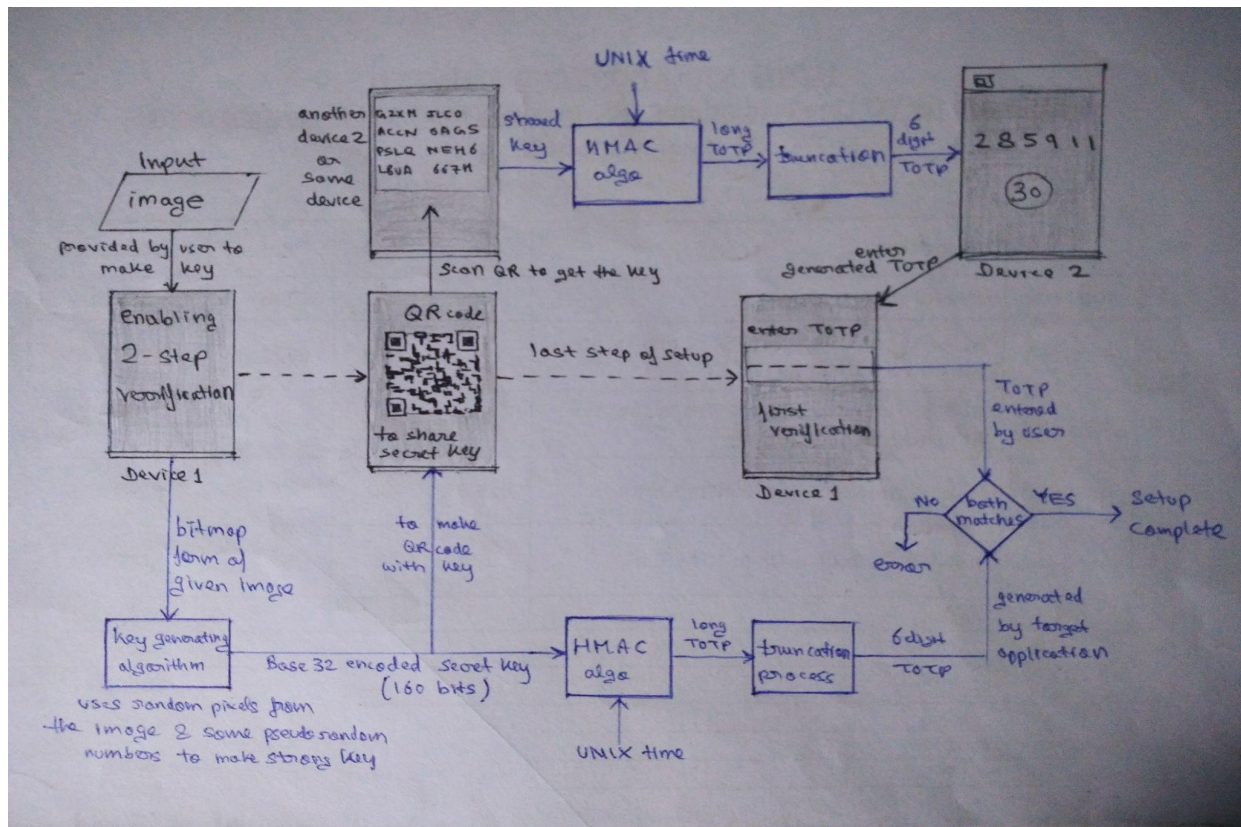 UNIX time
another
device 2
or
same
device
G2XM JLCO
ACCN OAGS
PSLQ NEH6
L6UA 667M
shared
key
HMAC
algo
long
TOTP
truncation
6
digit
TOTP
285911
30
Device 2
Input
image
provided by user to
make key
scan QR to get the key
enter
generated TOTP
enabling
2-step
verification
Device 1
QR code
to share
secret key
last step of setup
enter TOTP
first
verification
Device 1
TOTP
entered
by user
both
matches
NO
error
YES
Setup
Complete
bitmap
form of
given image
to make
QR code
with key
generated
by target
application
key generating
algorithm
Base 32 encoded secret key
(160 bits)
HMAC
algo
long
TOTP
truncation
process
6 digit
TOTP
uses random pixels from
the image & some pseudo random
numbers to make strong key
UNIX time